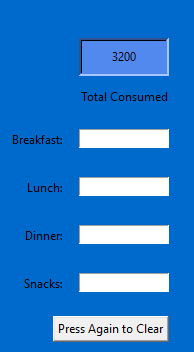 3200
Total Consumed
Breakfast:
Lunch:
Dinner:
Snacks:
Press Again to Clear